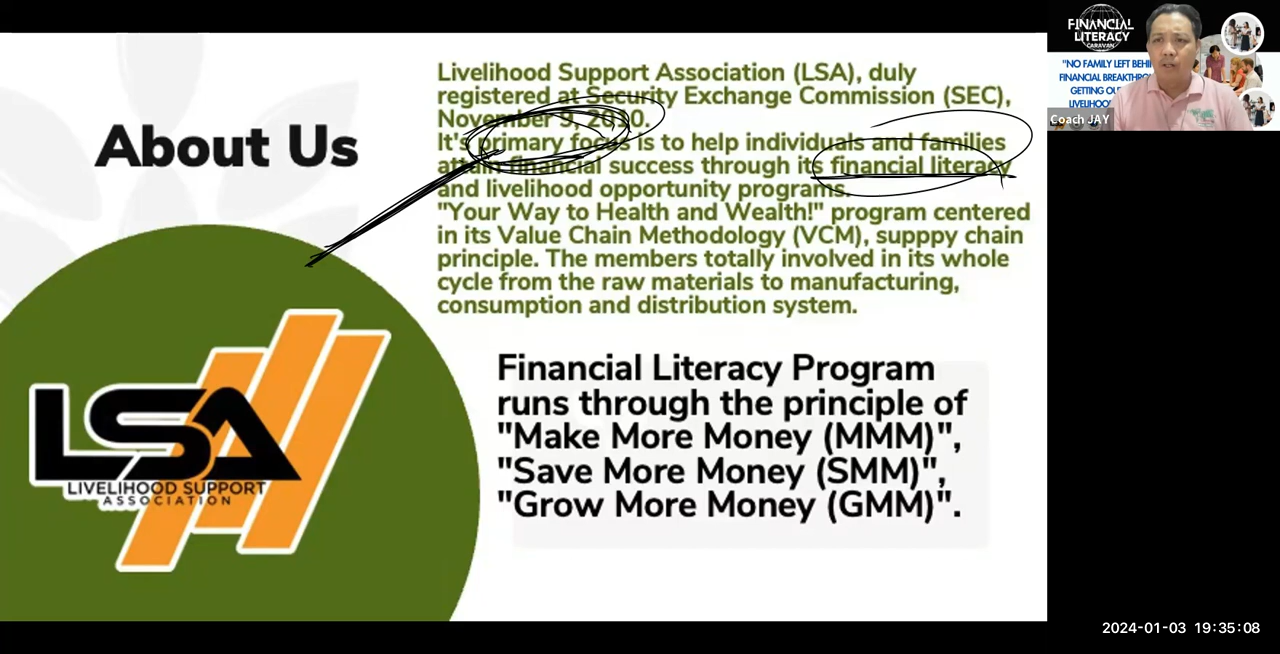 About Us
Livelihood Support Association (LSA), duly
registered at Security Exchange Commission (SEC),
November 9, 2010.
It's primary focus is to help individuals and families
attain financial success through its financial literacy
and livelihood opportunity programs.
"Your Way to Health and Wealth!" program centered
in its Value Chain Methodology (VCM), supppy chain
principle. The members totally involved in its whole
cycle from the raw materials to manufacturing,
consumption and distribution system.
Financial Literacy Program
runs through the principle of
"Make More Money (MMM)",
"Save More Money (SMM)",
"Grow More Money (GMM)".
LSA
LIVELIHOOD SUPPORT
ASSOCIATION
FINANCIAL
LITERACY
CARAVAN
"NO FAMILY LEFT
FINANCIAL
GETTING
Coach JAY
2024-01-03 19:35:08